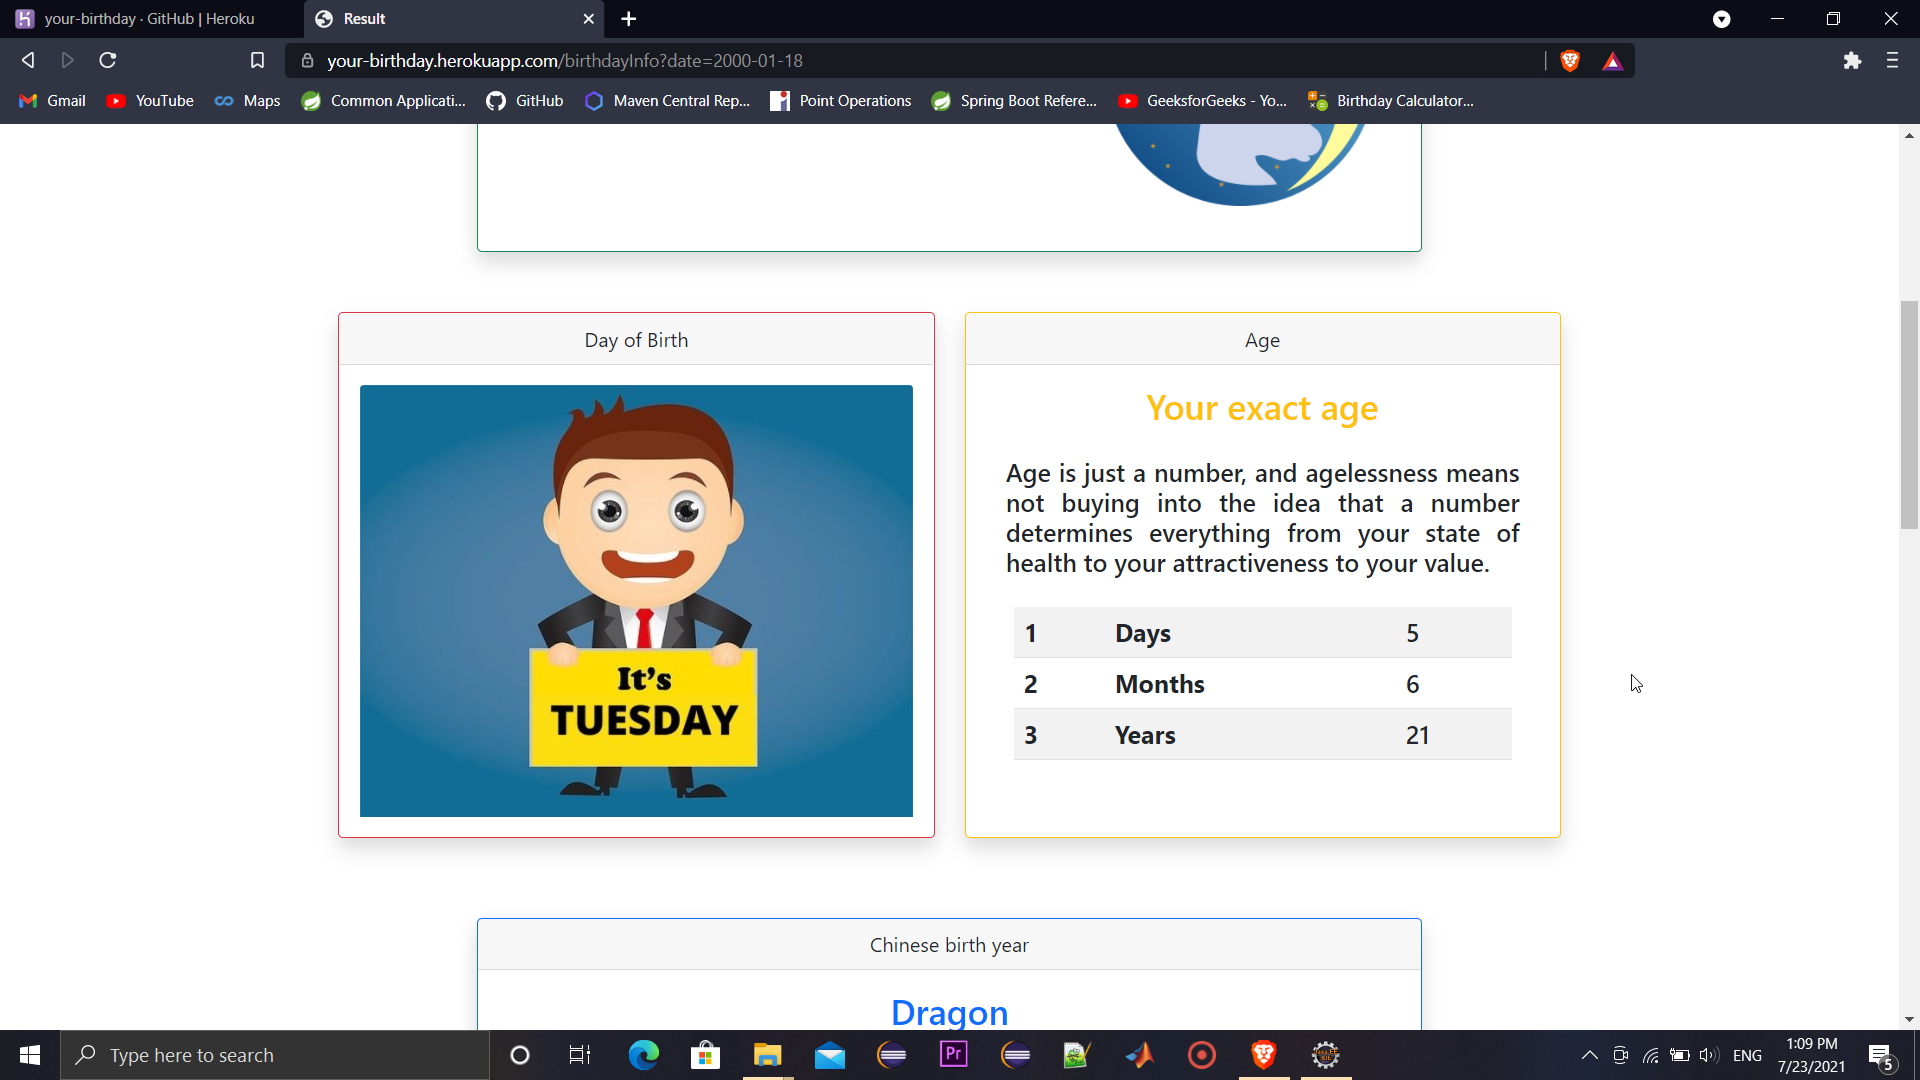 your-birthday · GitHub | Heroku
Result
your-birthday.herokuapp.com/birthdayInfo?date=2000-01-18
Gmail
YouTube
Maps
Common Applicati...
GitHub
Maven Central Rep...
Point Operations
Spring Boot Refere...
GeeksforGeeks - Yo...
Birthday Calculator...
Day of Birth
It's
TUESDAY
Age
Your exact age
Age is just a number, and agelessness means
not buying into the idea that a number
determines everything from your state of
health to your attractiveness to your value.
1 Days 5
2 Months 6
3 Years 21
Chinese birth year
Dragon
Type here to search
Pr
ENG
1:09 PM
7/23/2021
5